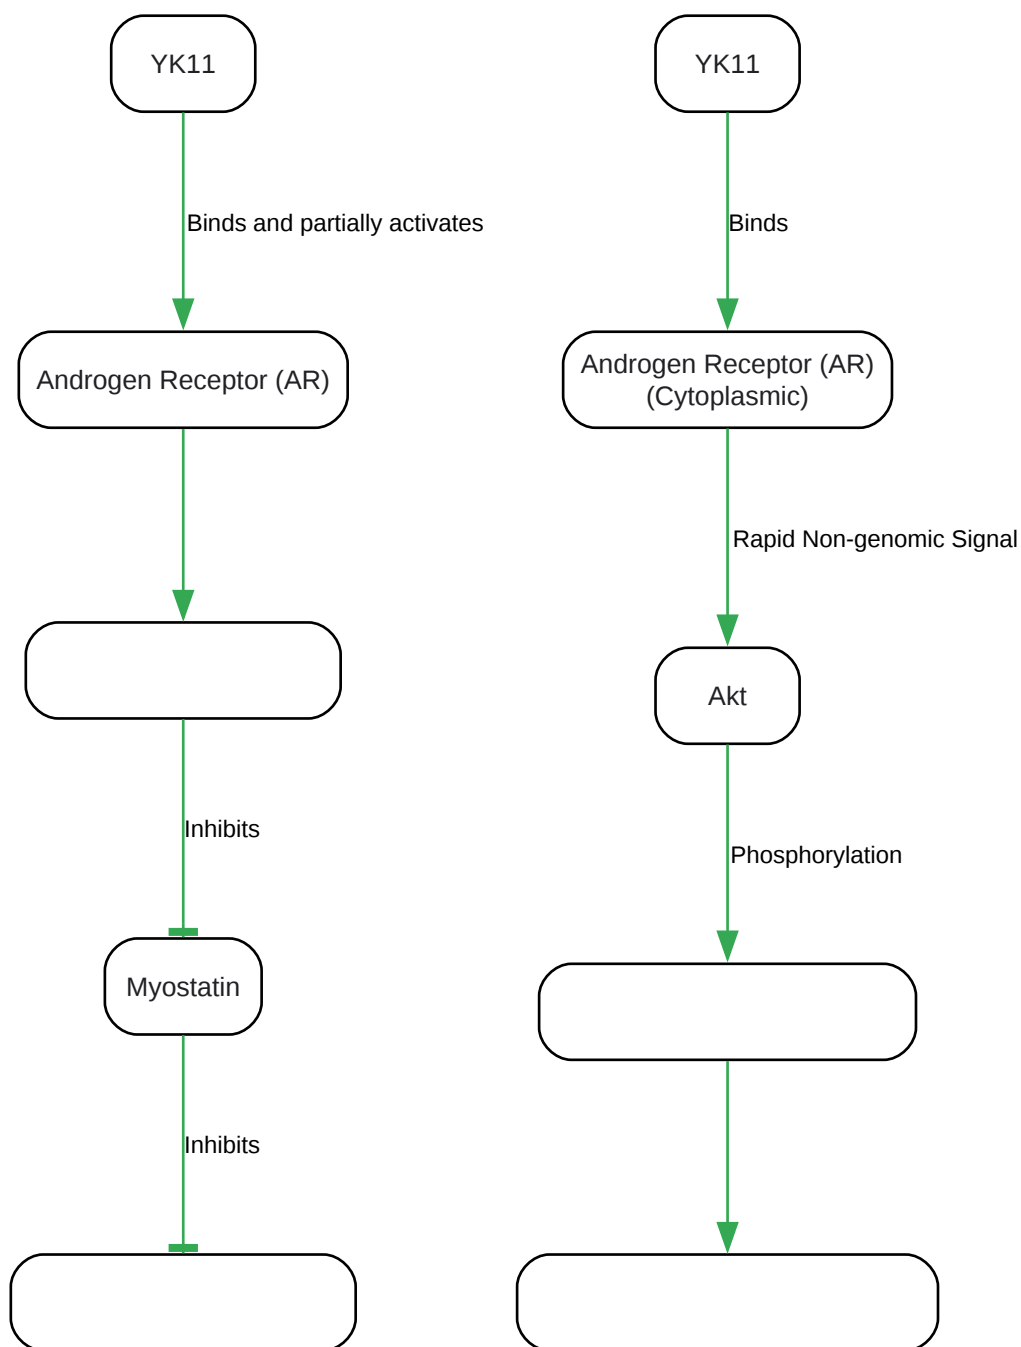 YK11
Binds and partially activates
Androgen Receptor (AR)
Inhibits
Myostatin
Inhibits
YK11
Binds
Androgen Receptor (AR)
(Cytoplasmic)
Rapid Non-genomic Signal
Akt
Phosphorylation